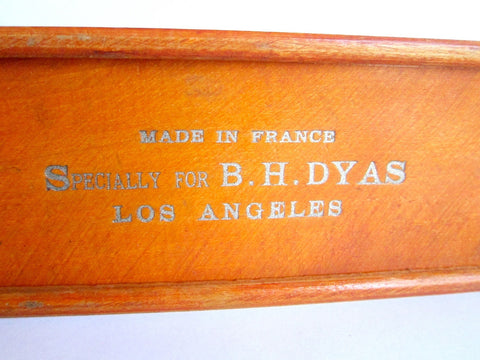 MADE IN FRANCE
SPECIALLY FOR B.H.DYAS
LOS ANGELES